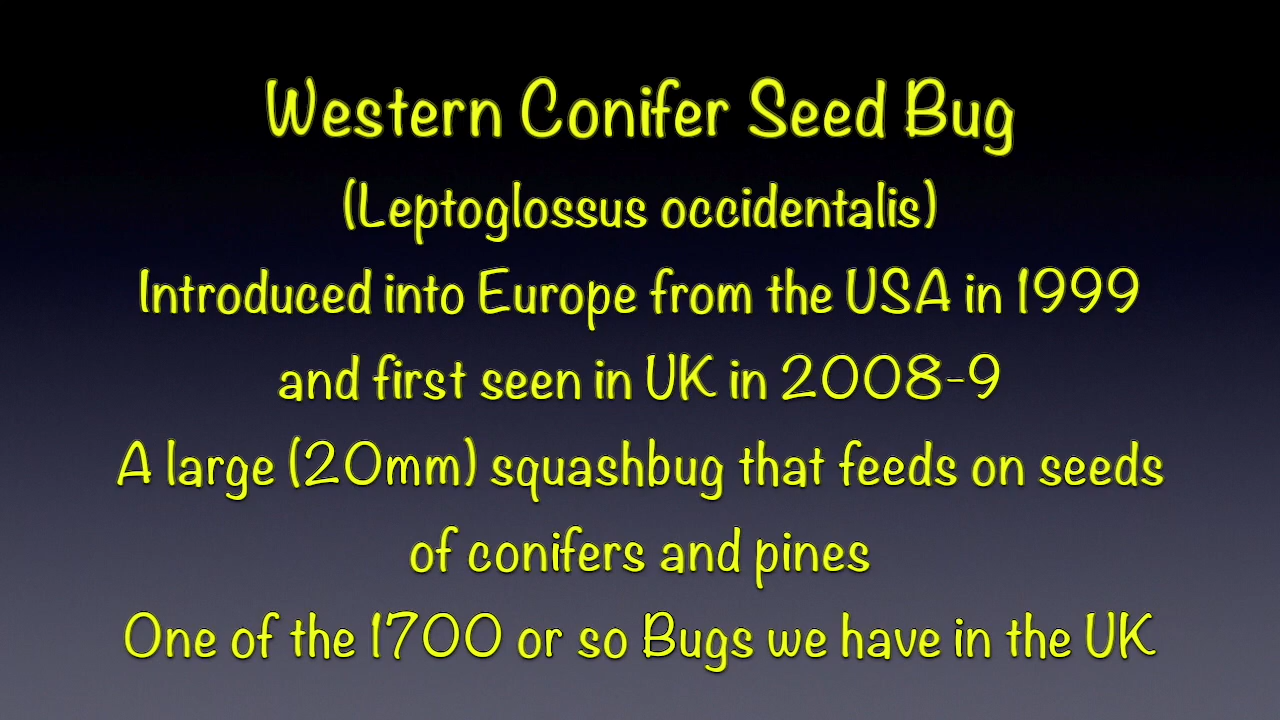 Western Conifer Seed Bug
(Leptoglossus occidentalis)
Introduced into Europe from the USA in 1999
and first seen in UK in 2008-9
A large (20mm) squashbug that feeds on seeds
of conifers and pines
One of the 1700 or so Bugs we have in the UK